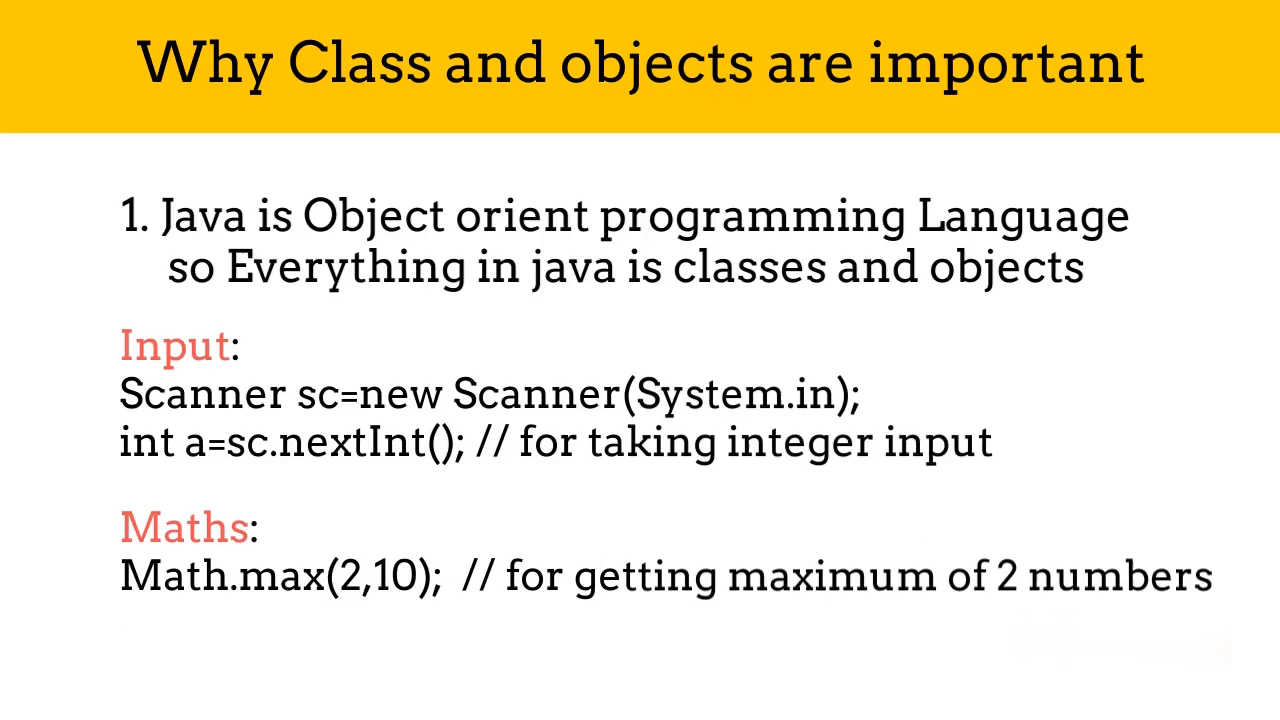 Why Class and objects are important
1. Java is Object orient programming Language
so Everything in java is classes and objects
Input:
Scanner sc=new Scanner(System.in);
int a=sc.nextInt(); // for taking integer input
Maths:
Math.max(2,10);  // for getting maximum of 2 numbers